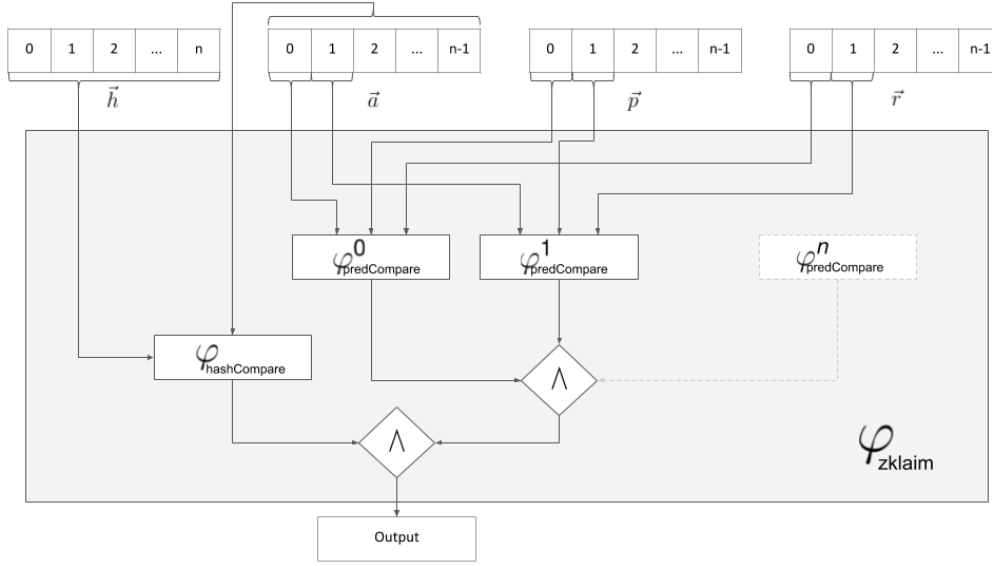 0 1 2 ... n
0 1 2 ... n-1
0 1 2 ... n-1
0 1 2 ... n-1
h⃗
a⃗
p⃗
r⃗
φ⁰predCompare
φ¹predCompare
φⁿpredCompare
φhashCompare
∧
∧
φzklaim
Output